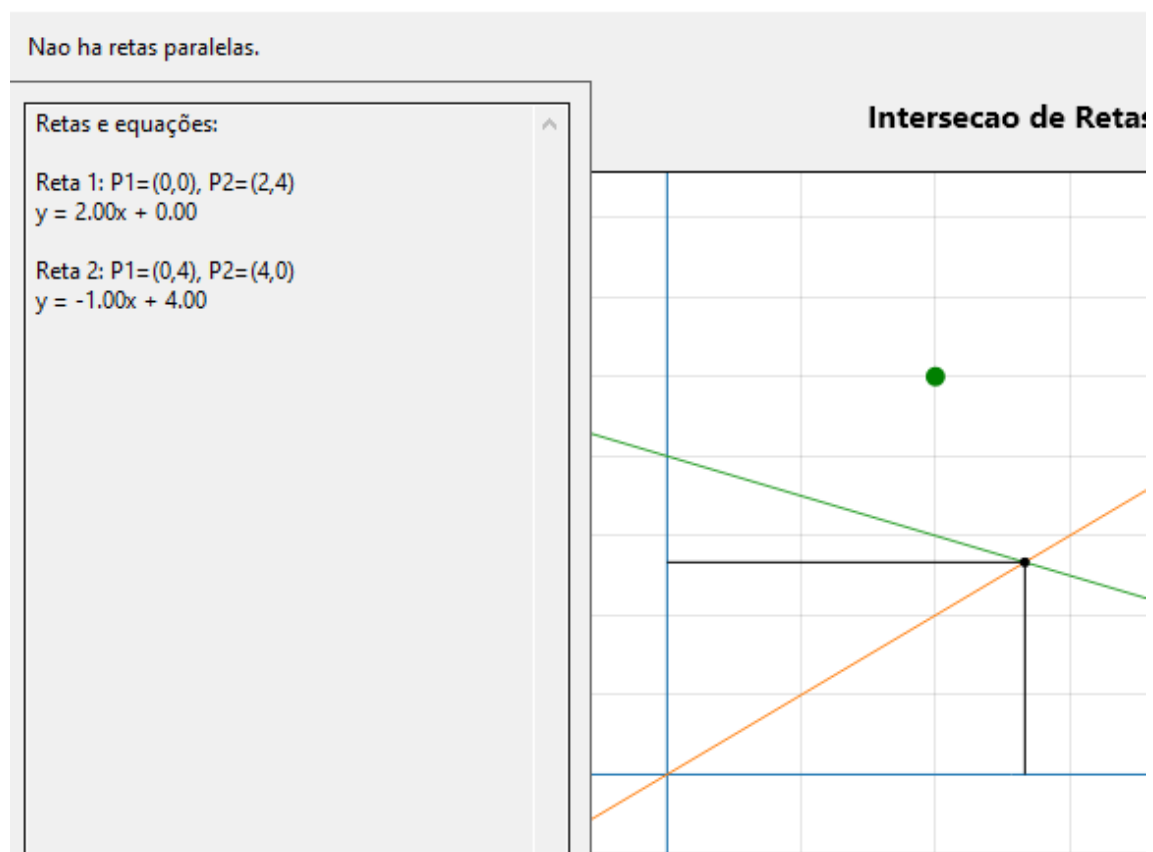 Nao ha retas paralelas.
Retas e equações:
Reta 1: P1=(0,0), P2=(2,4)
y = 2.00x + 0.00
Reta 2: P1=(0,4), P2=(4,0)
y = -1.00x + 4.00
Intersecao de Retas